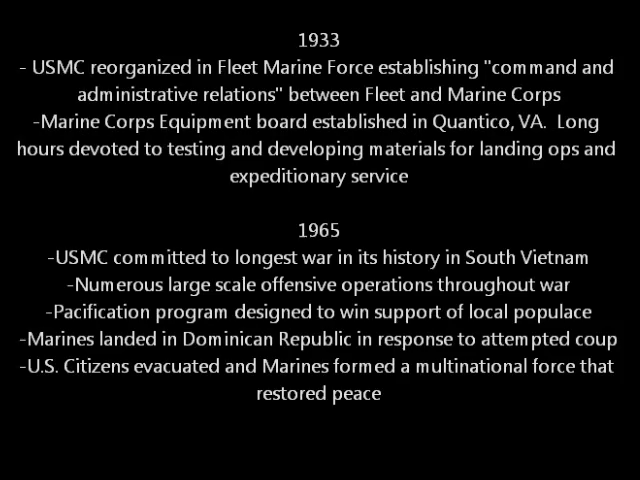 1933
- USMC reorganized in Fleet Marine Force establishing "command and
administrative relations" between Fleet and Marine Corps
-Marine Corps Equipment board established in Quantico, VA.  Long
hours devoted to testing and developing materials for landing ops and
expeditionary service
1965
-USMC committed to longest war in its history in South Vietnam
-Numerous large scale offensive operations throughout war
-Pacification program designed to win support of local populace
-Marines landed in Dominican Republic in response to attempted coup
-U.S. Citizens evacuated and Marines formed a multinational force that
restored peace